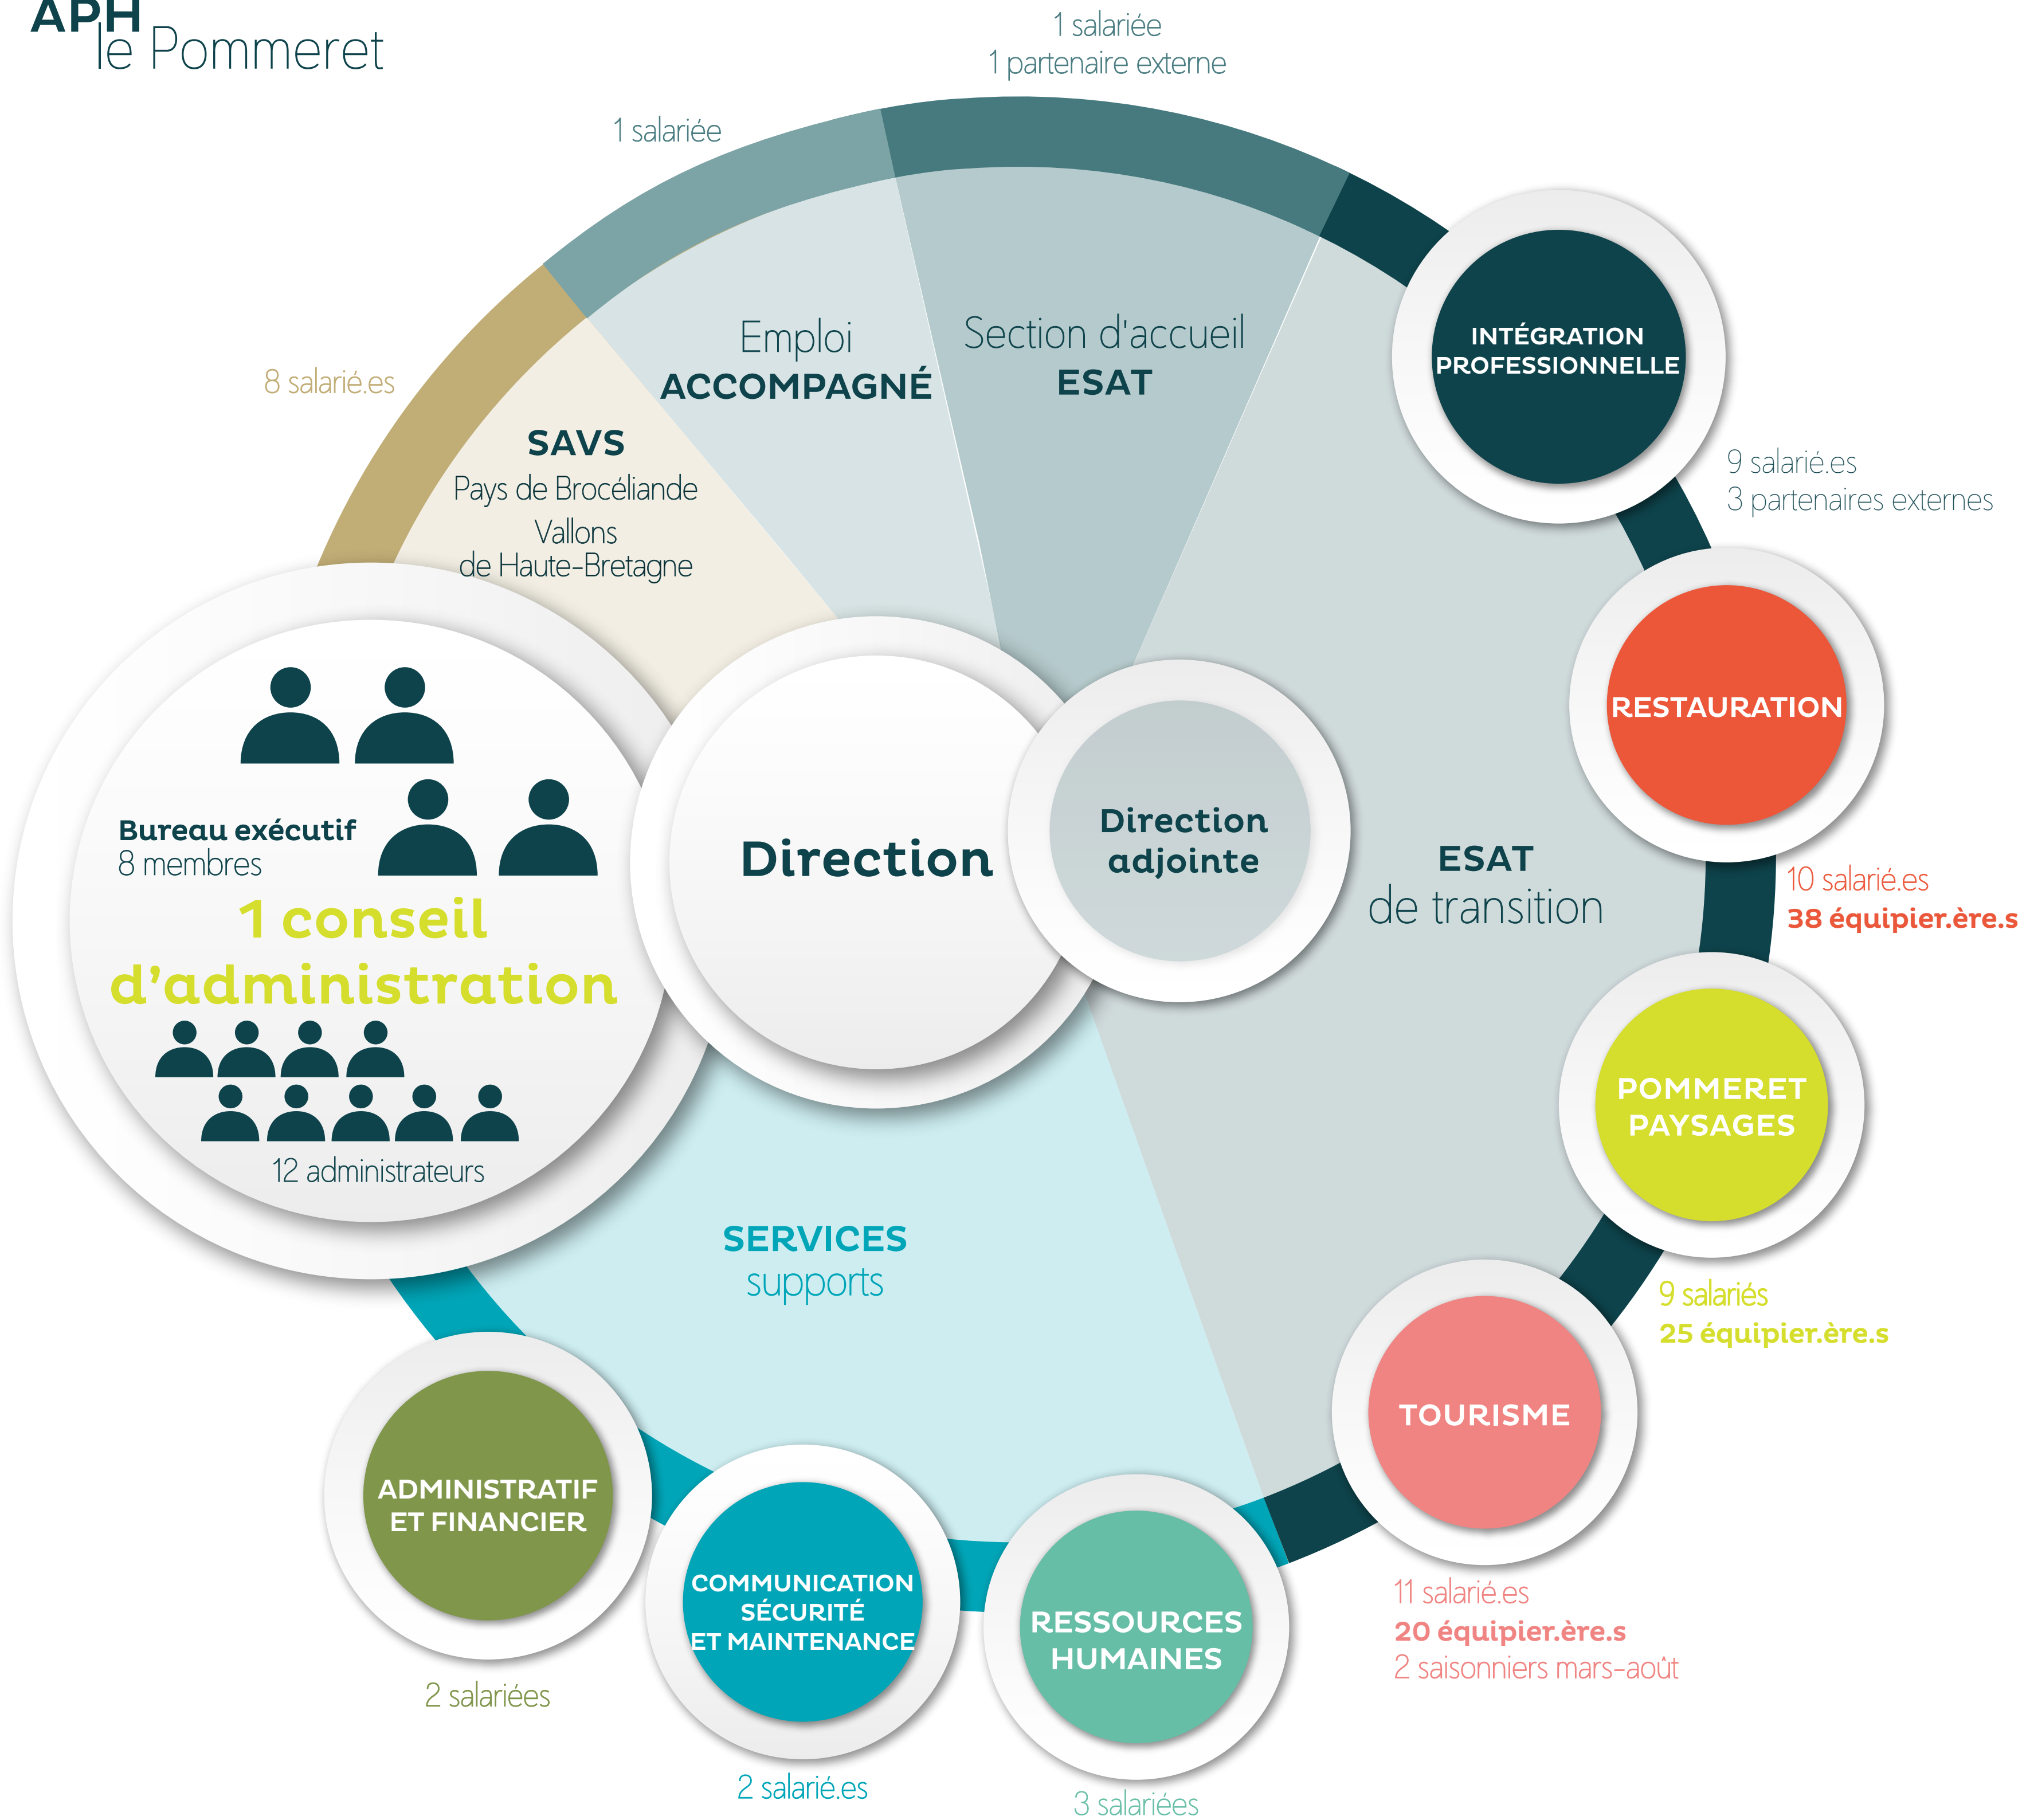 APH
le Pommeret
1 salariée
1 partenaire externe
1 salariée
8 salarié.es
Emploi
ACCOMPAGNÉ
Section d'accueil
ESAT
SAVS
Pays de Brocéliande
Vallons
de Haute-Bretagne
INTÉGRATION
PROFESSIONNELLE
9 salarié.es
3 partenaires externes
RESTAURATION
10 salarié.es
38 équipier.ère.s
Bureau exécutif
8 membres
1 conseil
d’administration
12 administrateurs
Direction
Direction
adjointe
ESAT
de transition
POMMERET
PAYSAGES
9 salariés
25 équipier.ère.s
SERVICES
supports
TOURISME
11 salarié.es
20 équipier.ère.s
2 saisonniers mars-août
ADMINISTRATIF
ET FINANCIER
2 salariées
COMMUNICATION
SÉCURITÉ
ET MAINTENANCE
2 salarié.es
RESSOURCES
HUMAINES
3 salariées